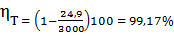 η_T = (1 − 24,9/3000)100 = 99,17%